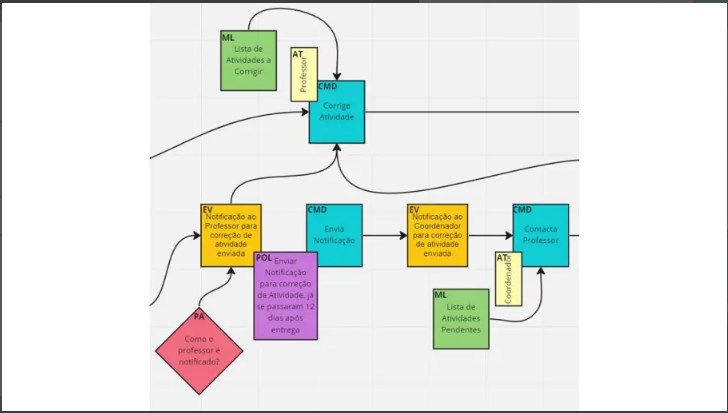 ML
Lista de
Atividades a
Corrigir
AT
Professor
CMD
Corrige
Atividade
EV
Notificação ao
Professor para
correção de
atividade
enviada
CMD
Envia
Notificação
POL
Enviar
Notificação
para correção
de Atividade, já
se passaram 12
dias após
entrega
EV
Notificação ao
Coordenador
para correção
de atividade
enviada
CMD
Contacta
Professor
AT
Coordenador
ML
Lista de
Atividades
Pendentes
PA
Como o
professor é
notificado?